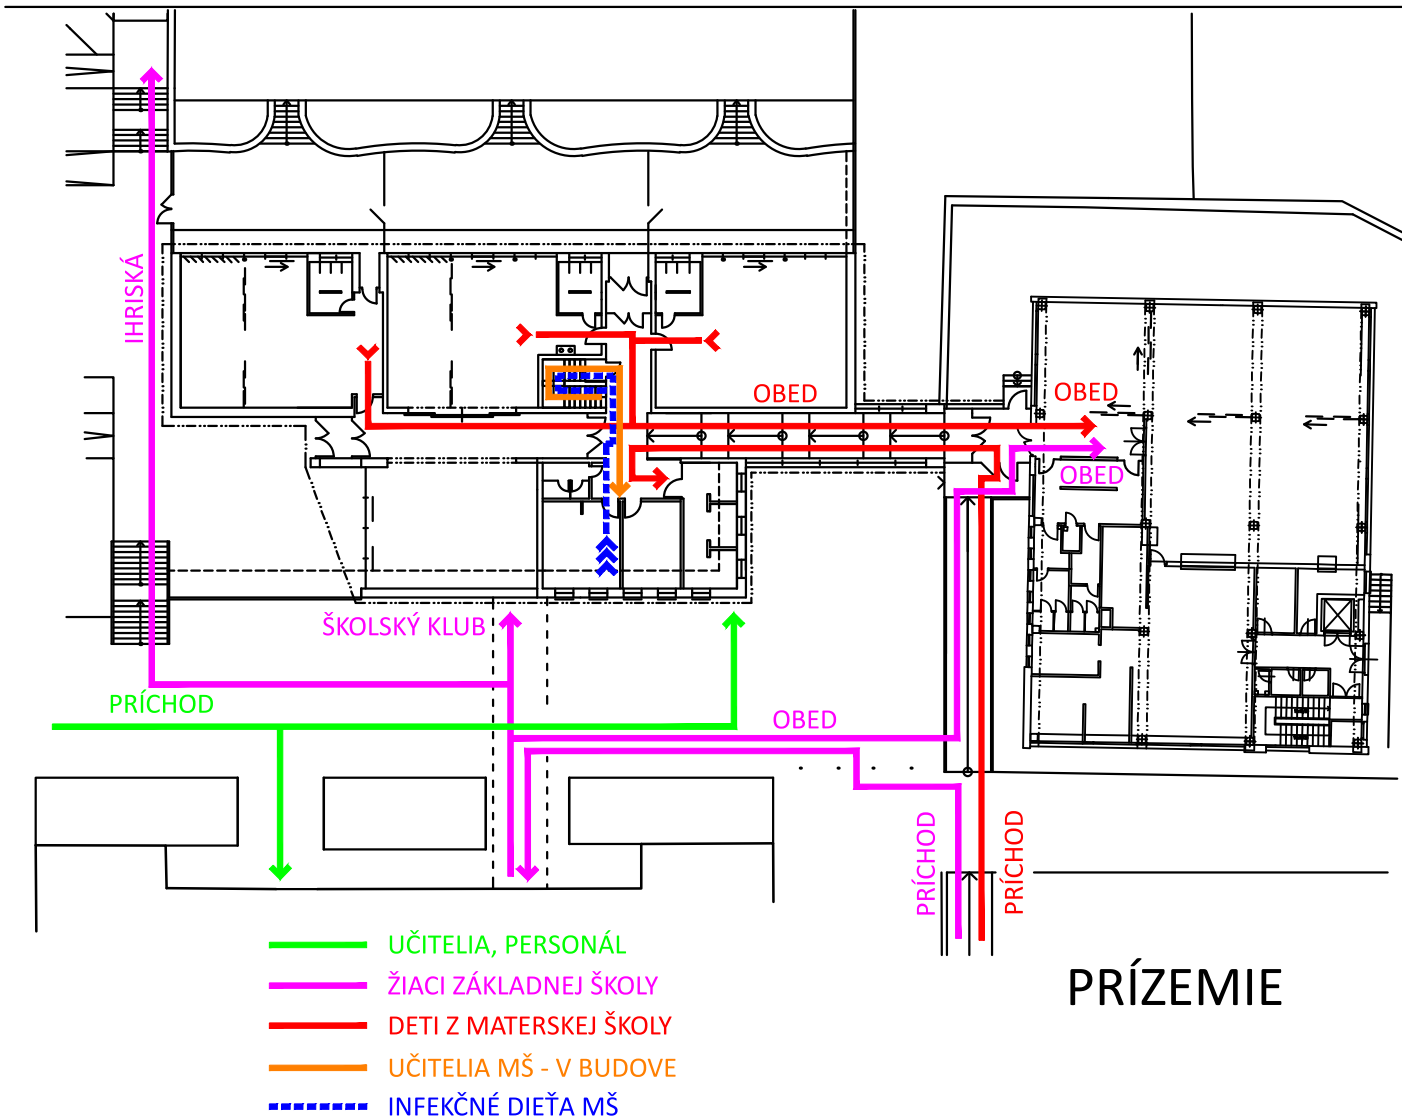 IHRISKÁ
OBED
OBED
OBED
ŠKOLSKÝ KLUB
PRÍCHOD
OBED
PRÍCHOD
PRÍCHOD
UČITELIA, PERSONÁL
ŽIACI ZÁKLADNEJ ŠKOLY
DETI Z MATERSKEJ ŠKOLY
UČITELIA MŠ - V BUDOVE
INFEKČNÉ DIEŤA MŠ
PRÍZEMIE